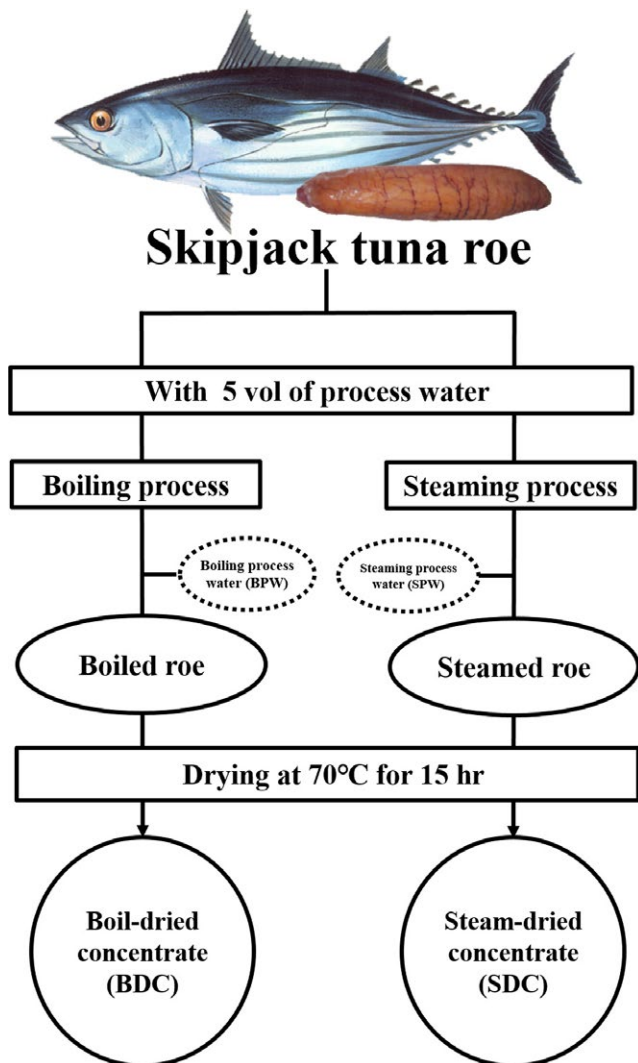 Skipjack tuna roe
With 5 vol of process water
Boiling process
Steaming process
Boiling process
water (BPW)
Steaming process
water (SPW)
Boiled roe
Steamed roe
Drying at 70°C for 15 hr
Boil-dried
concentrate
(BDC)
Steam-dried
concentrate
(SDC)